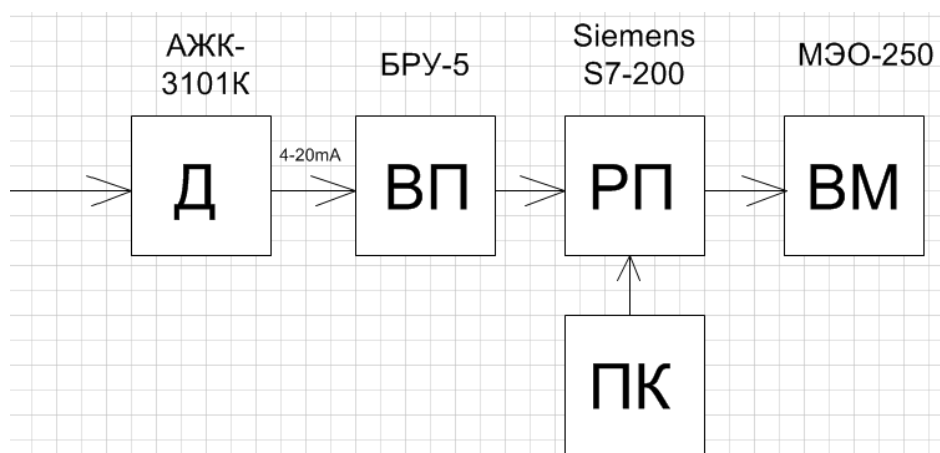 АЖК-
3101К
БРУ-5
Siemens
S7-200
МЭО-250
4-20mA
Д
ВП
РП
ВМ
ПК